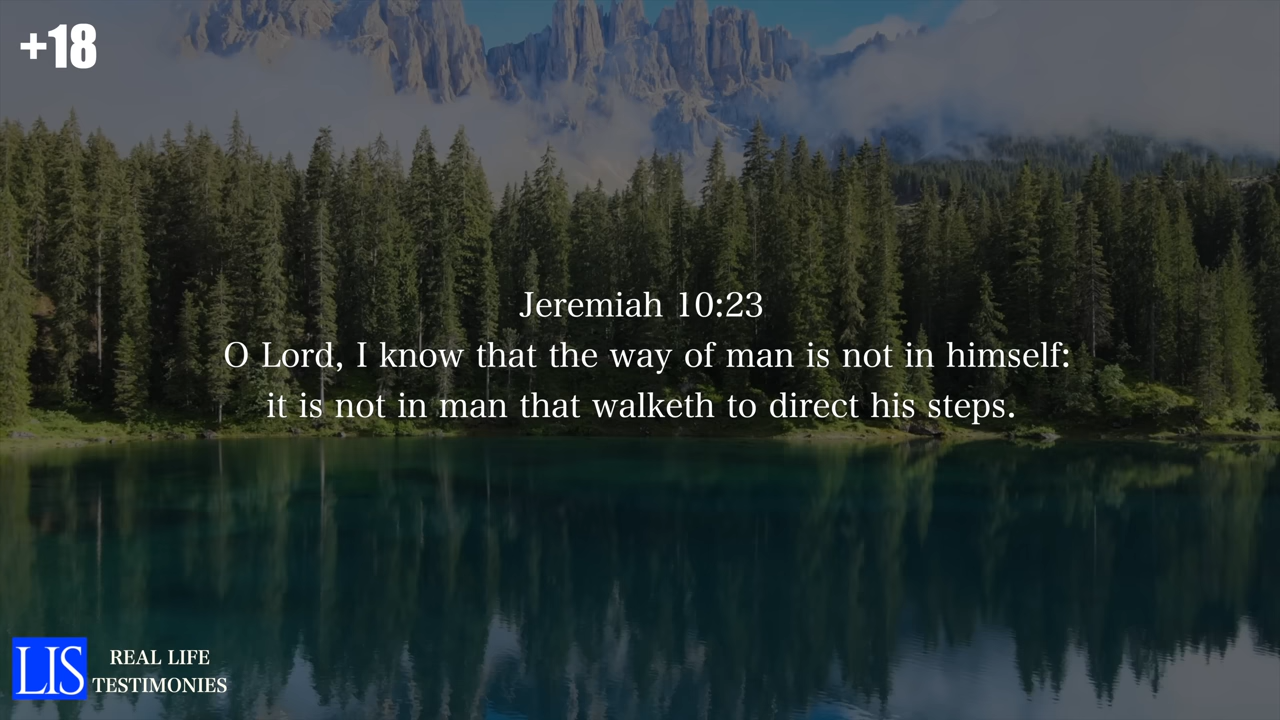 +18
Jeremiah 10:23
O Lord, I know that the way of man is not in himself:
it is not in man that walketh to direct his steps.
LIS
REAL LIFE
TESTIMONIES